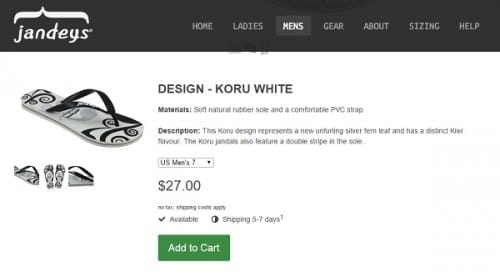 jandeys®
HOME LADIES MENS GEAR ABOUT SIZING HELP
DESIGN - KORU WHITE
Materials: Soft natural rubber sole and a comfortable PVC strap.
Description: This Koru design represents a new unfurling silver fern leaf and has a distinct Kiwi
flavour. The Koru jandals also feature a double stripe in the sole.
US Men's 7
$27.00
no tax, shipping costs apply
Available Shipping 5-7 days¹
Add to Cart